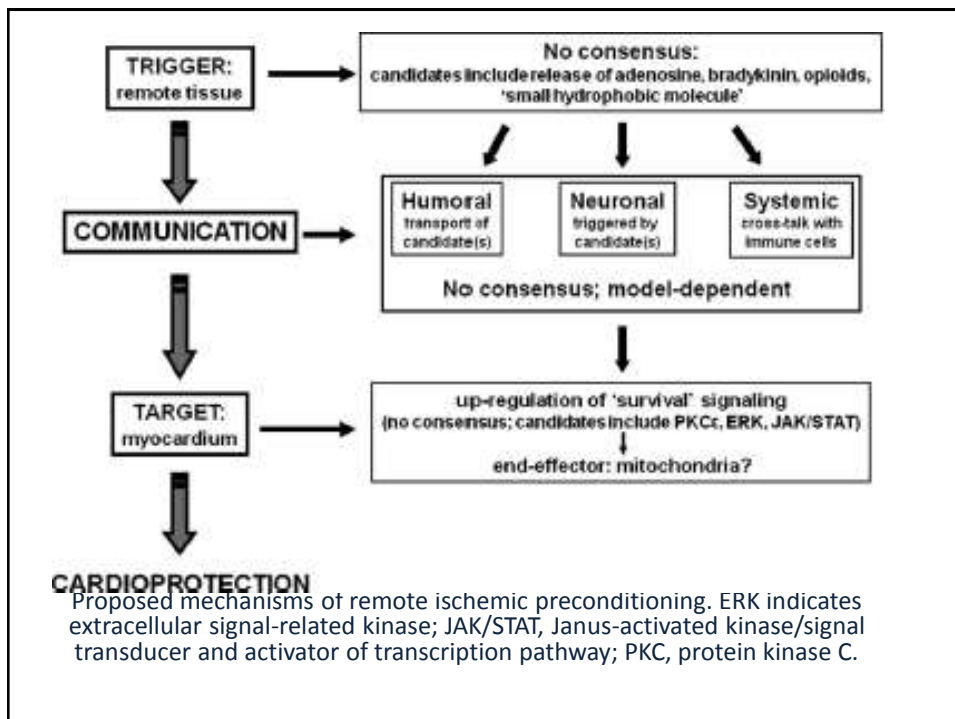 TRIGGER:
remote tissue
No consensus:
candidates include release of adenosine, bradykinin, opioids,
'small hydrophobic molecule'
COMMUNICATION
Humoral
transport of
candidate(s)
Neuronal
triggered by
candidate(s)
Systemic
cross-talk with
immune cells
No consensus; model-dependent
TARGET:
myocardium
up-regulation of 'survival' signaling
(no consensus; candidates include PKCε, ERK, JAK/STAT)
end-effector: mitochondria?
CARDIOPROTECTION
Proposed mechanisms of remote ischemic preconditioning. ERK indicates
extracellular signal-related kinase; JAK/STAT, Janus-activated kinase/signal
transducer and activator of transcription pathway; PKC, protein kinase C.